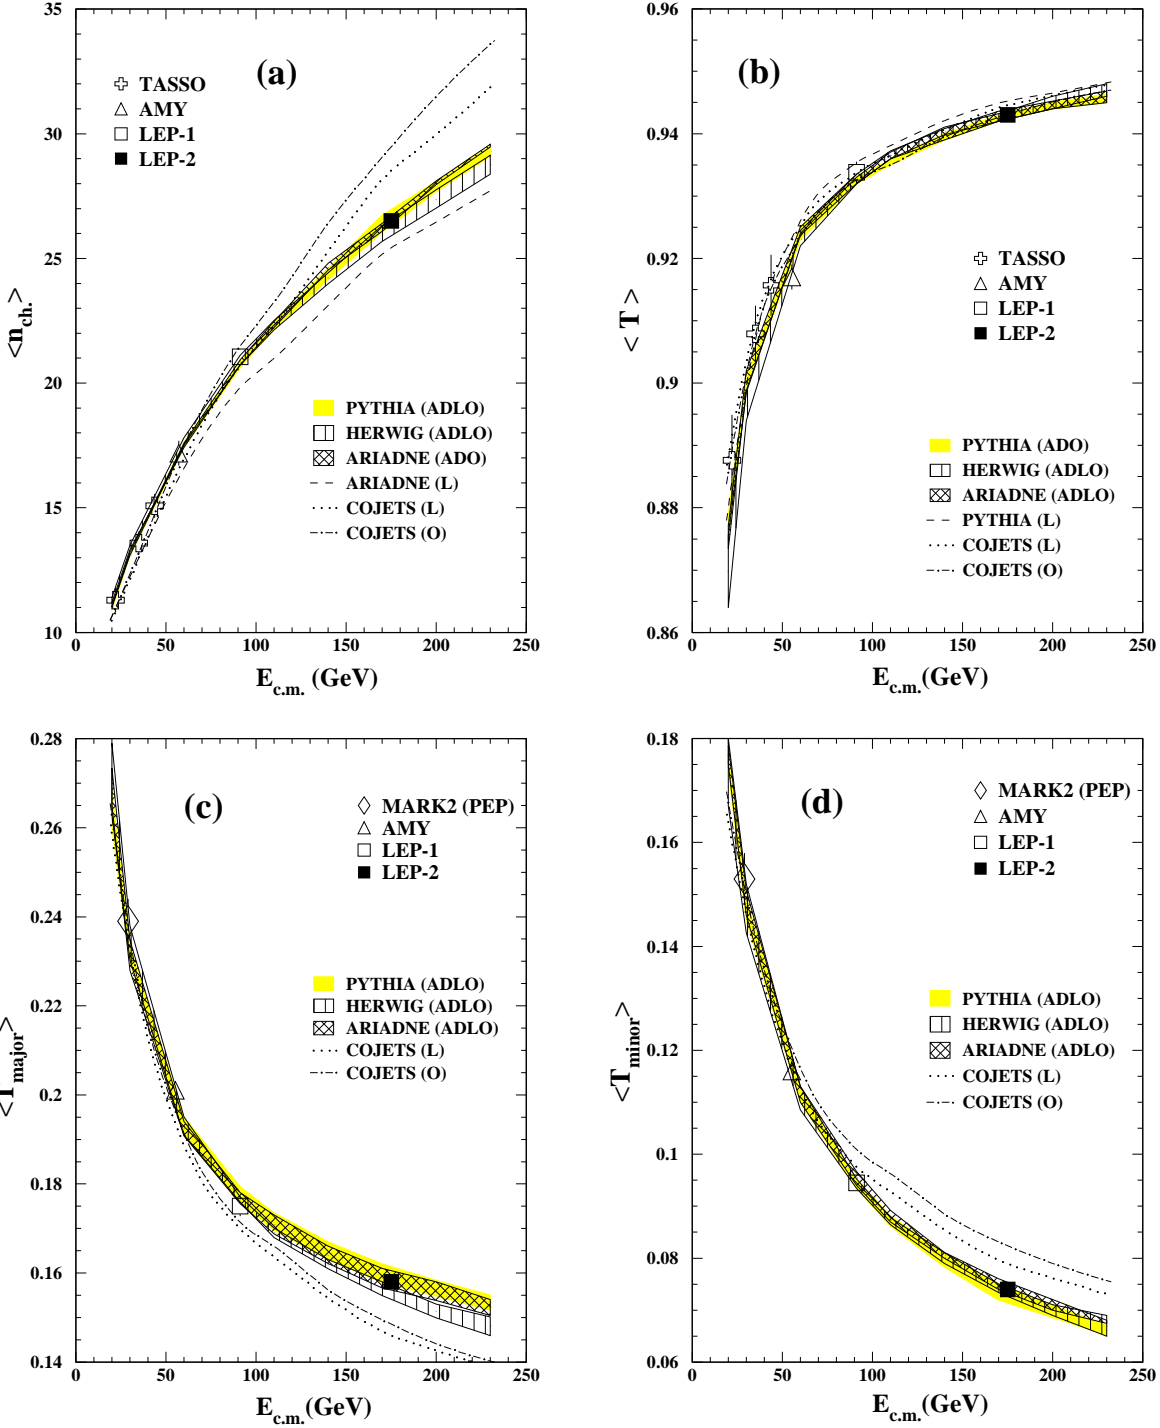 35
30
25
20
15
10
0
50
100
150
200
250
<n_ch.>
E_c.m. (GeV)
(a)
TASSO
AMY
LEP-1
LEP-2
PYTHIA (ADLO)
HERWIG (ADLO)
ARIADNE (ADO)
ARIADNE (L)
COJETS (L)
COJETS (O)
0.96
0.94
0.92
0.9
0.88
0.86
0
50
100
150
200
250
< T >
E_c.m.(GeV)
(b)
TASSO
AMY
LEP-1
LEP-2
PYTHIA (ADO)
HERWIG (ADLO)
ARIADNE (ADLO)
PYTHIA (L)
COJETS (L)
COJETS (O)
0.28
0.26
0.24
0.22
0.2
0.18
0.16
0.14
0
50
100
150
200
250
<T_major>
E_c.m.(GeV)
(c)
MARK2 (PEP)
AMY
LEP-1
LEP-2
PYTHIA (ADLO)
HERWIG (ADLO)
ARIADNE (ADLO)
COJETS (L)
COJETS (O)
0.18
0.16
0.14
0.12
0.1
0.08
0.06
0
50
100
150
200
250
<T_minor>
E_c.m.(GeV)
(d)
MARK2 (PEP)
AMY
LEP-1
LEP-2
PYTHIA (ADLO)
HERWIG (ADLO)
ARIADNE (ADLO)
COJETS (L)
COJETS (O)